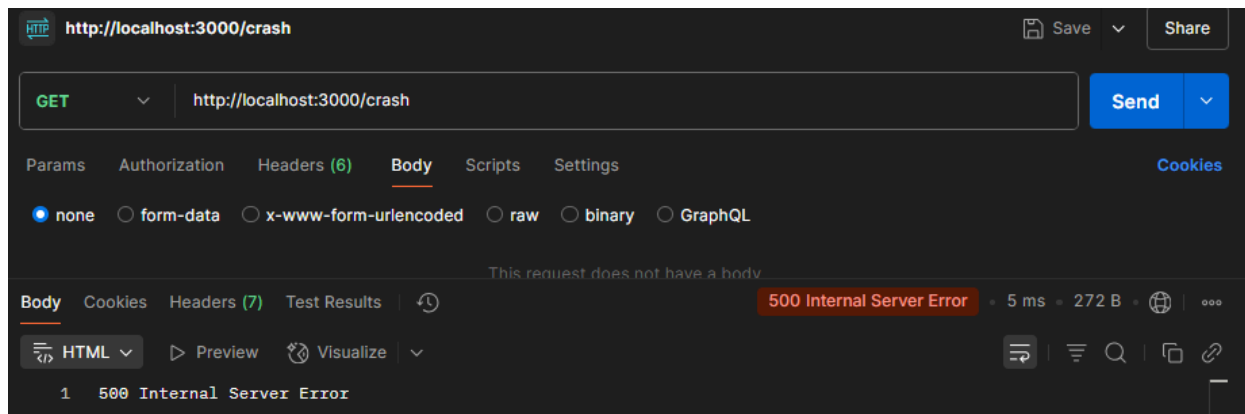 HTTP http://localhost:3000/crash Save Share
GET http://localhost:3000/crash Send
Params Authorization Headers (6) Body Scripts Settings Cookies
none form-data x-www-form-urlencoded raw binary GraphQL
This request does not have a body
Body Cookies Headers (7) Test Results 500 Internal Server Error 5 ms 272 B
HTML Preview Visualize
1 500 Internal Server Error